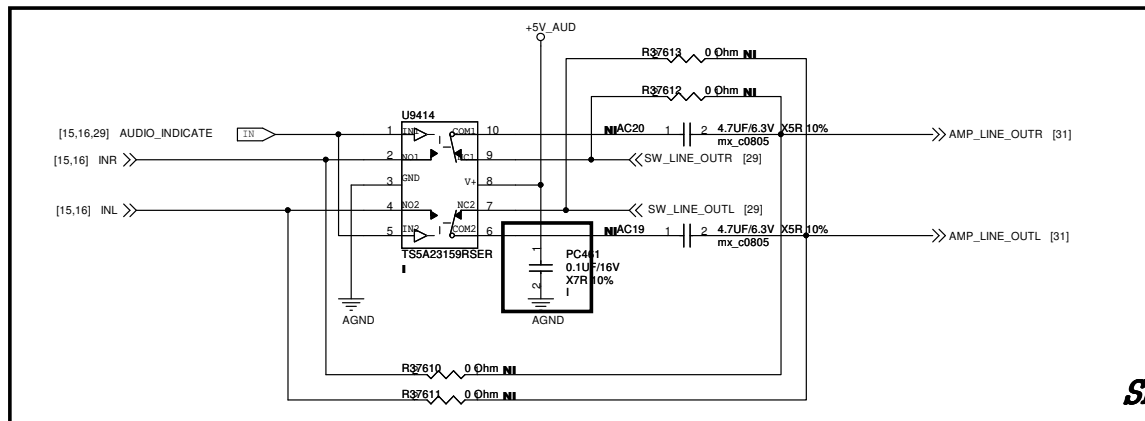 +5V_AUD
R37613 0 Ohm NI
R37612 0 Ohm NI
U9414
[15,16,29] AUDIO_INDICATE IN
1 IN1 COM1 10 NI AC20 1 2 4.7UF/6.3V X5R 10%
mx_c0805
AMP_LINE_OUTR [31]
[15,16] INR 2 NO1 NC1 9 SW_LINE_OUTR [29]
3 GND V+ 8
[15,16] INL 4 NO2 NC2 7 SW_LINE_OUTL [29]
5 IN2 COM2 6 NI AC19 1 2 4.7UF/6.3V X5R 10%
mx_c0805
AMP_LINE_OUTL [31]
TS5A23159RSER
I
1 PC461
0.1UF/16V
X7R 10%
2 I
AGND
AGND
R37610 0 Ohm NI
R37611 0 Ohm NI